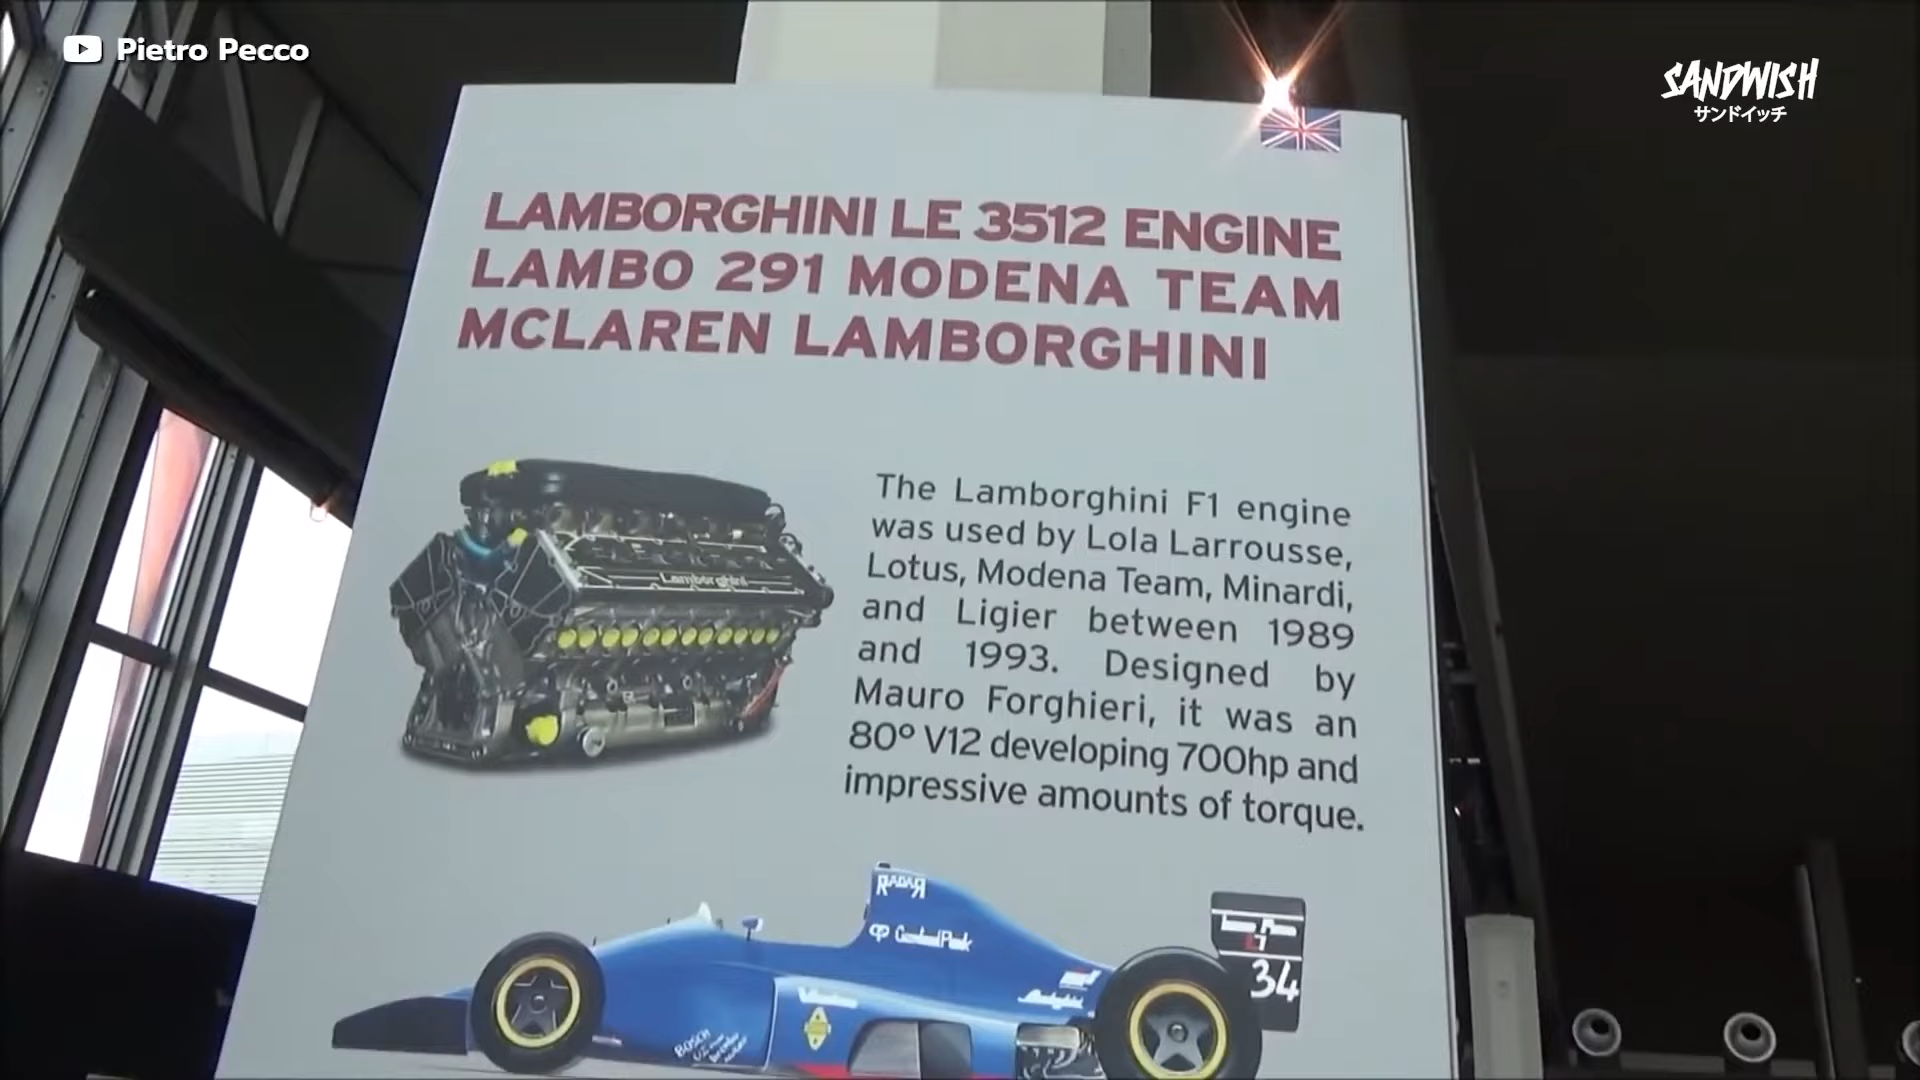 Pietro Pecco
SANDWISH
サンドイッチ
LAMBORGHINI LE 3512 ENGINE
LAMBO 291 MODENA TEAM
MCLAREN LAMBORGHINI
The Lamborghini F1 engine
was used by Lola Larrousse,
Lotus, Modena Team, Minardi,
and Ligier between 1989
and 1993. Designed by
Mauro Forghieri, it was an
80° V12 developing 700hp and
impressive amounts of torque.
Lamborghini
RADAR
34
BOSCH